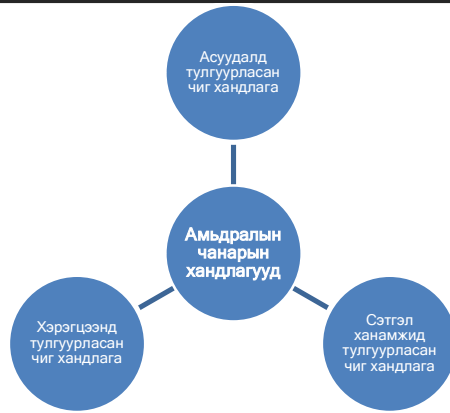 Асуудалд
тулгуурласан
чиг хандлага
Амьдралын
чанарын
хандлагууд
Хэрэгцээнд
тулгуурласан
чиг хандлага
Сэтгэл
ханамжид
тулгуурласан
чиг хандлага